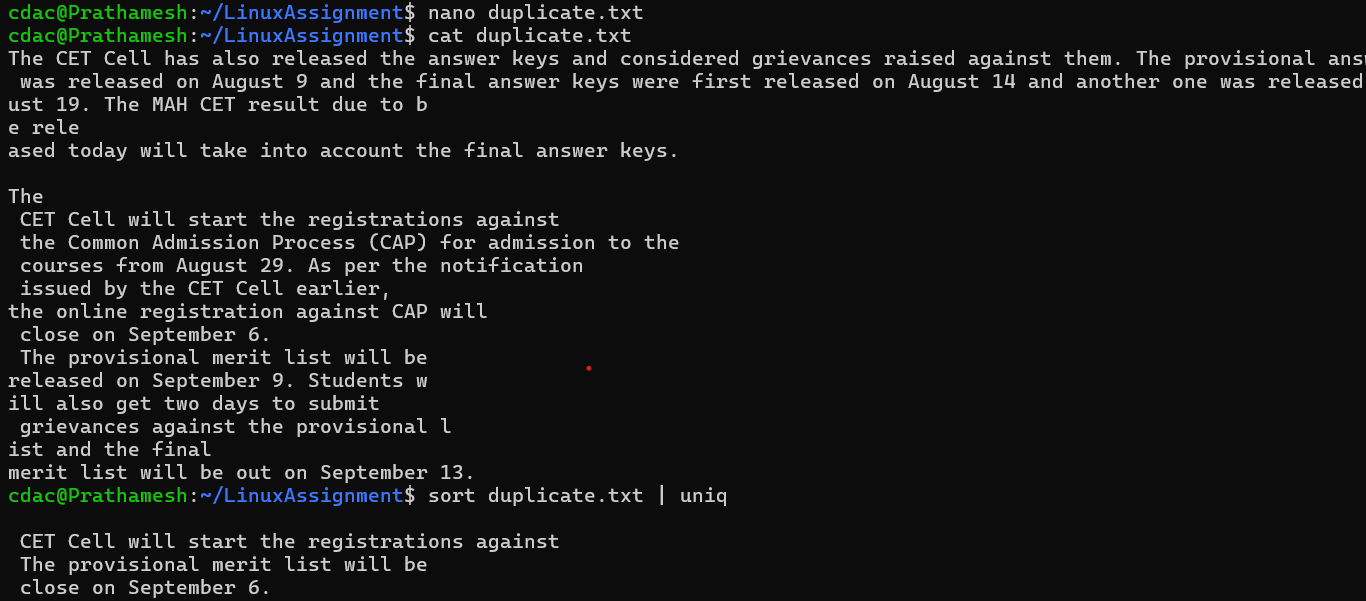 cdac@Prathamesh:~/LinuxAssignment$ nano duplicate.txt
cdac@Prathamesh:~/LinuxAssignment$ cat duplicate.txt
The CET Cell has also released the answer keys and considered grievances raised against them. The provisional
 was released on August 9 and the final answer keys were first released on August 14 and another one was released
ust 19. The MAH CET result due to b
e rele
ased today will take into account the final answer keys.

The
 CET Cell will start the registrations against
 the Common Admission Process (CAP) for admission to the
 courses from August 29. As per the notification
 issued by the CET Cell earlier,
the online registration against CAP will
 close on September 6.
 The provisional merit list will be
released on September 9. Students w
ill also get two days to submit
 grievances against the provisional l
ist and the final
merit list will be out on September 13.
cdac@Prathamesh:~/LinuxAssignment$ sort duplicate.txt | uniq

 CET Cell will start the registrations against
 The provisional merit list will be
 close on September 6.